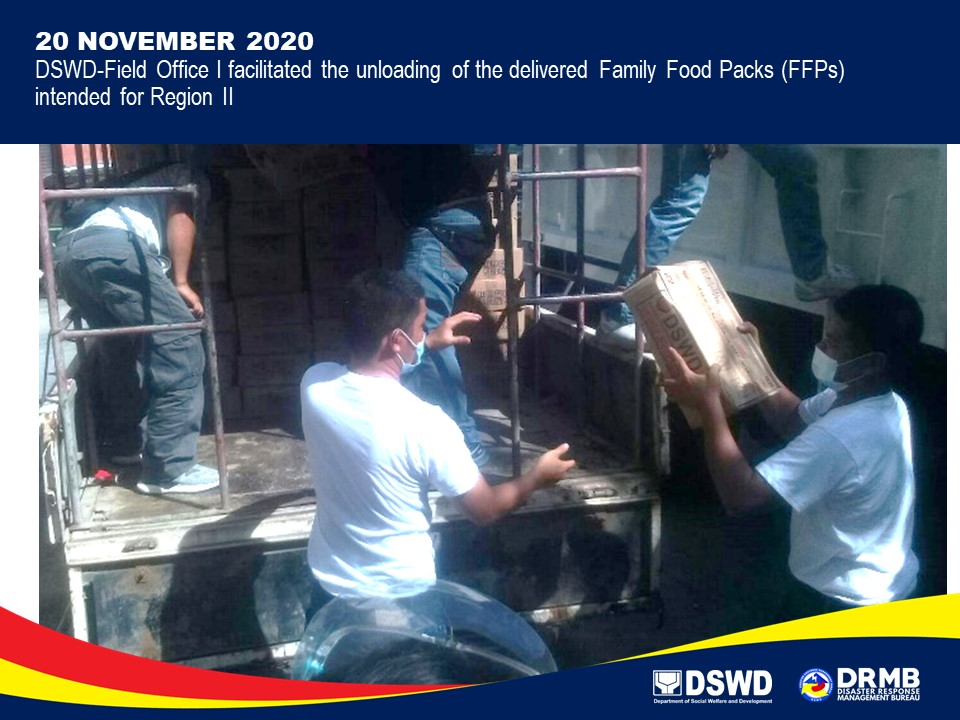 20 NOVEMBER 2020
DSWD-Field Office I facilitated the unloading of the delivered Family Food Packs (FFPs)
intended for Region II
DSWD
DSWD
Department of Social Welfare and Development
DRMB
DISASTER RESPONSE
MANAGEMENT BUREAU